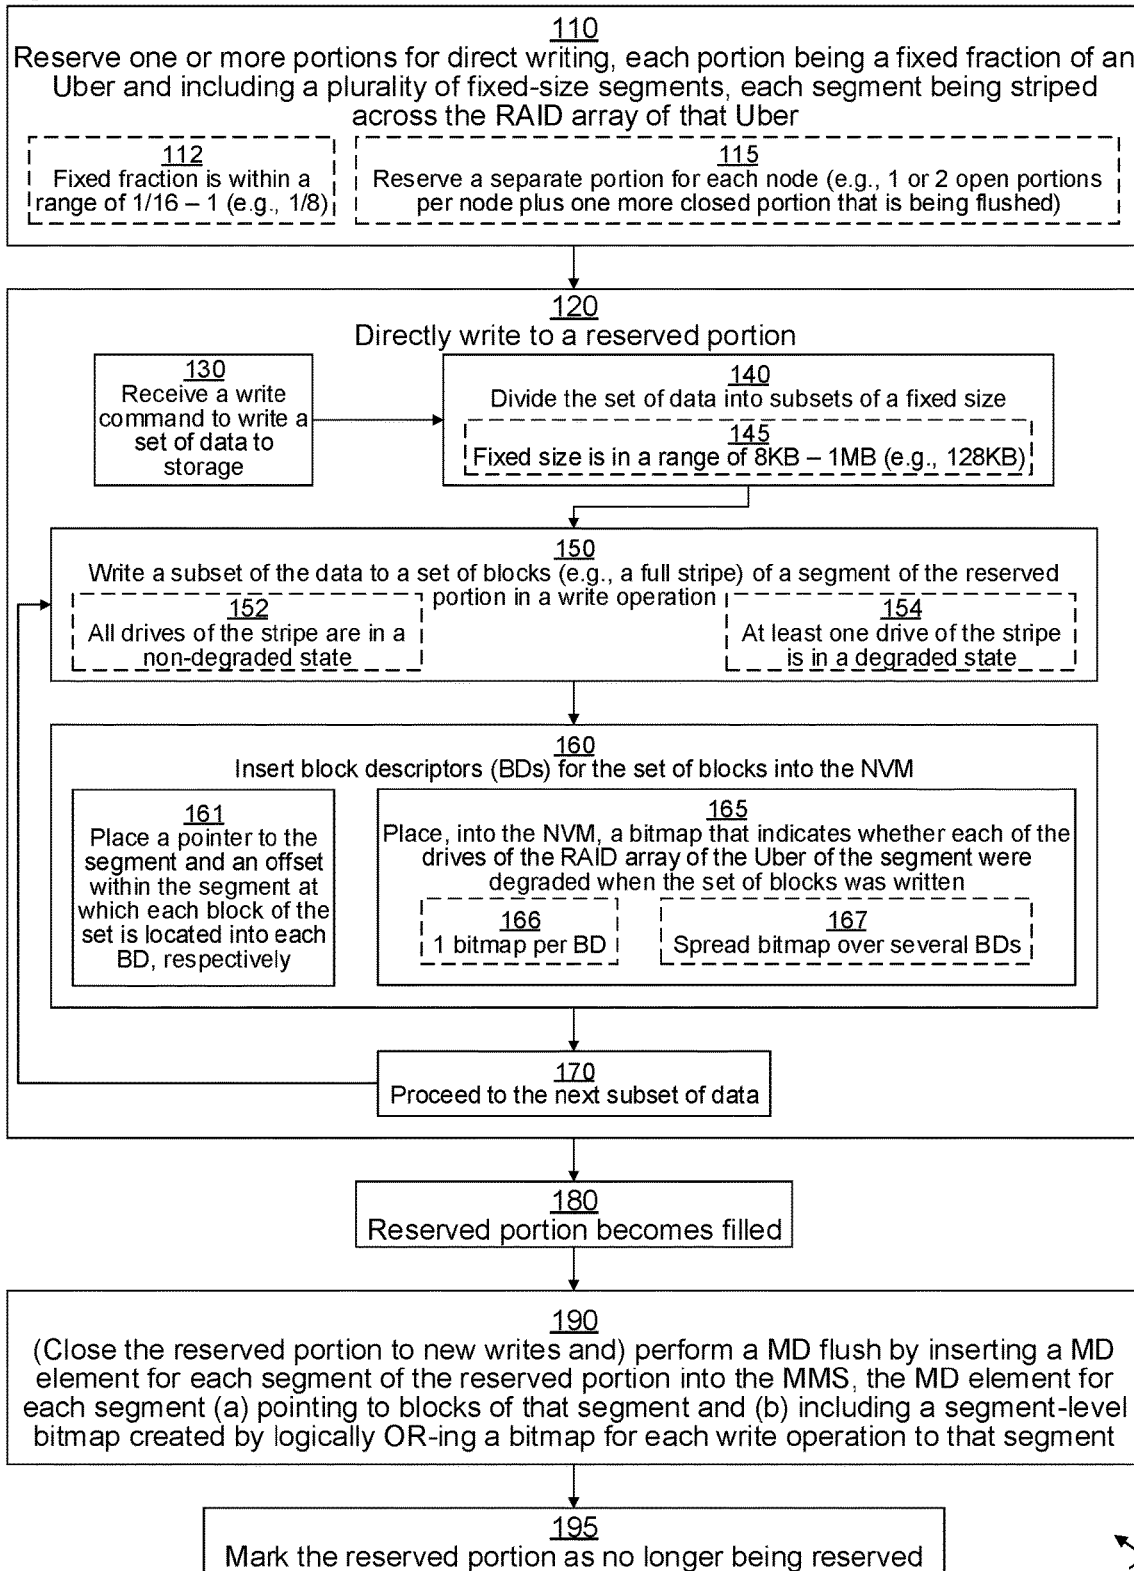 110
Reserve one or more portions for direct writing, each portion being a fixed fraction of an
Uber and including a plurality of fixed-size segments, each segment being striped
across the RAID array of that Uber
112
Fixed fraction is within a
range of 1/16 – 1 (e.g., 1/8)
115
Reserve a separate portion for each node (e.g., 1 or 2 open portions
per node plus one more closed portion that is being flushed)
120
Directly write to a reserved portion
130
Receive a write
command to write a
set of data to
storage
140
Divide the set of data into subsets of a fixed size
145
Fixed size is in a range of 8KB – 1MB (e.g., 128KB)
150
Write a subset of the data to a set of blocks (e.g., a full stripe) of a segment of the reserved
portion in a write operation
152
All drives of the stripe are in a
non-degraded state
154
At least one drive of the stripe
is in a degraded state
160
Insert block descriptors (BDs) for the set of blocks into the NVM
161
Place a pointer to the
segment and an offset
within the segment at
which each block of the
set is located into each
BD, respectively
165
Place, into the NVM, a bitmap that indicates whether each of the
drives of the RAID array of the Uber of the segment were
degraded when the set of blocks was written
166
1 bitmap per BD
167
Spread bitmap over several BDs
170
Proceed to the next subset of data
180
Reserved portion becomes filled
190
(Close the reserved portion to new writes and) perform a MD flush by inserting a MD
element for each segment of the reserved portion into the MMS, the MD element for
each segment (a) pointing to blocks of that segment and (b) including a segment-level
bitmap created by logically OR-ing a bitmap for each write operation to that segment
195
Mark the reserved portion as no longer being reserved